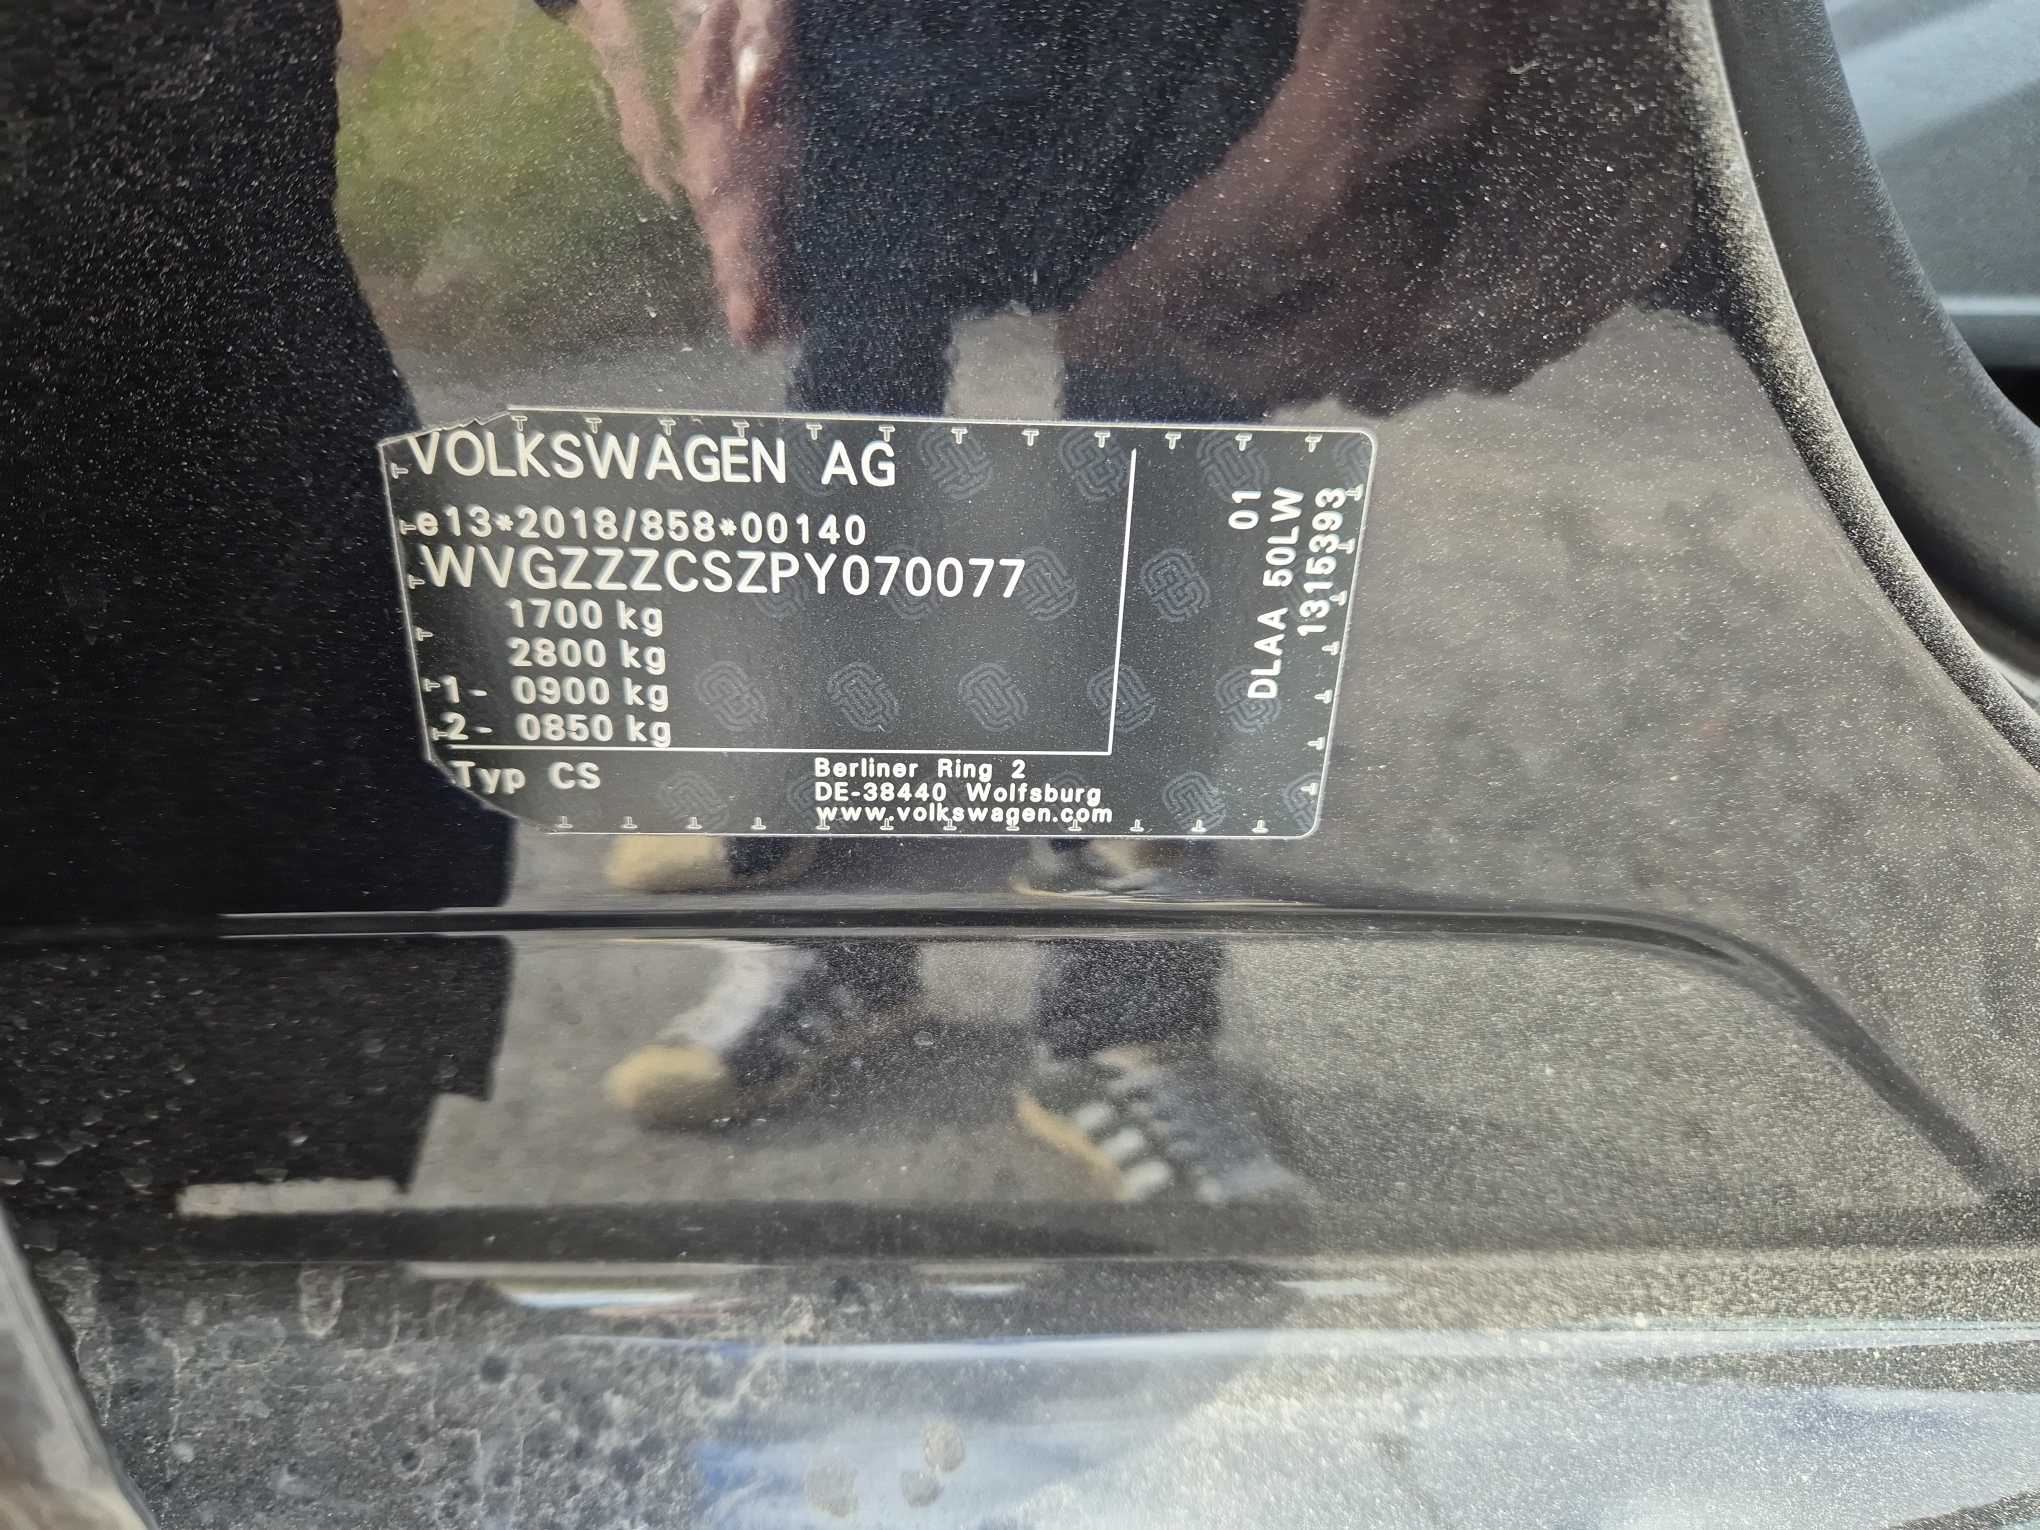 VOLKSWAGEN AG
e13*2018/858*00140
WVGZZZCSZPY070077
1700 kg
2800 kg
1- 0900 kg
2- 0850 kg
Typ CS
Berliner Ring 2
DE-38440 Wolfsburg
www.volkswagen.com
01
DLAA 50LW
13153393